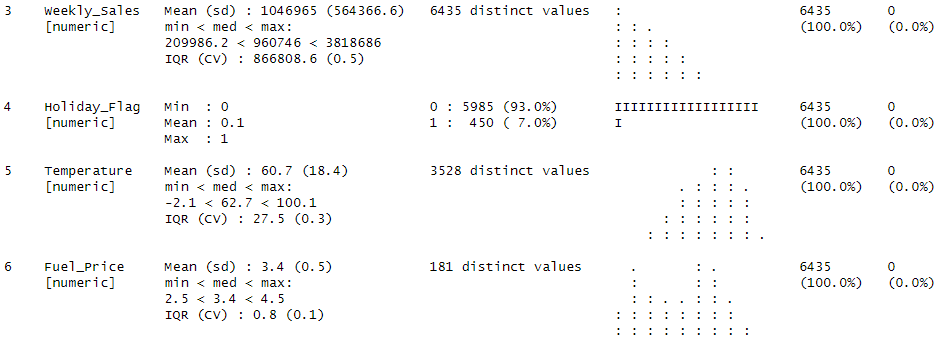 3 Weekly_Sales Mean (sd) : 1046965 (564366.6) 6435 distinct values : 6435 0
[numeric] min < med < max: : : . (100.0%) (0.0%)
209986.2 < 960746 < 3818686 : : : :
IQR (CV) : 866808.6 (0.5) : : : : :
: : : : : :
4 Holiday_Flag Min : 0 0 : 5985 (93.0%) IIIIIIIIIIIIIIIIII 6435 0
[numeric] Mean : 0.1 1 : 450 ( 7.0%) I (100.0%) (0.0%)
Max : 1
5 Temperature Mean (sd) : 60.7 (18.4) 3528 distinct values : : 6435 0
[numeric] min < med < max: . : : : . (100.0%) (0.0%)
-2.1 < 62.7 < 100.1 : : : : :
IQR (CV) : 27.5 (0.3) : : : : : :
: : : : : : : .
6 Fuel_Price Mean (sd) : 3.4 (0.5) 181 distinct values . : . 6435 0
[numeric] min < med < max: : : : (100.0%) (0.0%)
2.5 < 3.4 < 4.5 : : . . : : .
IQR (CV) : 0.8 (0.1) : : : : : : : :
: : : : : : : : :